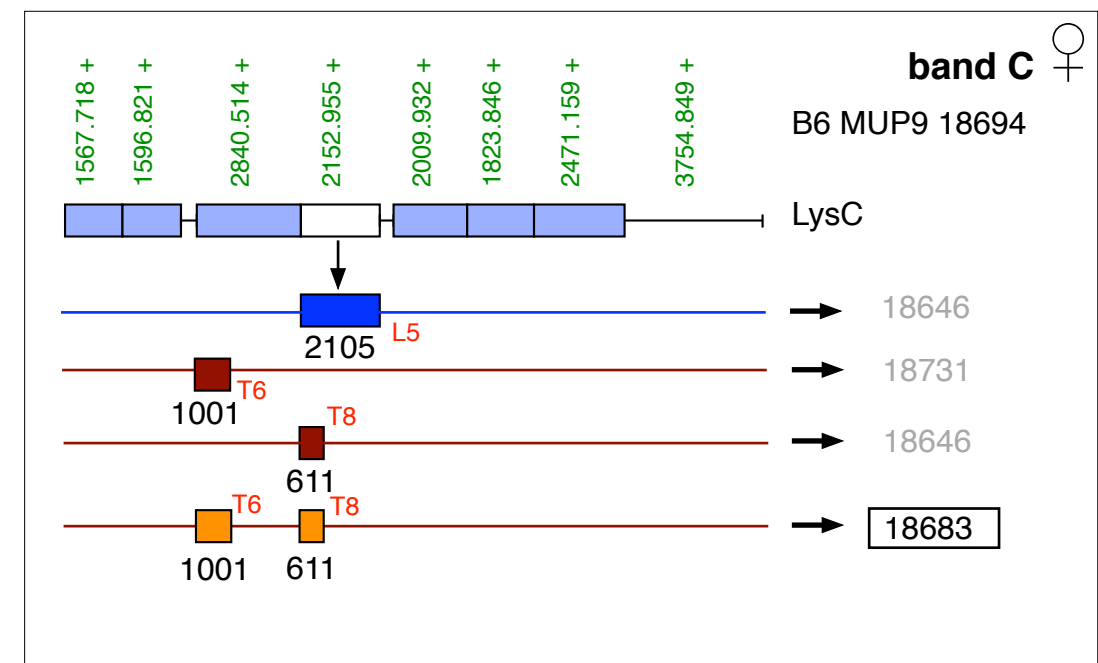 band C ♀
B6 MUP9 18694
1567.718 +
1596.821 +
2840.514 +
2152.955 +
2009.932 +
1823.846 +
2471.159 +
3754.849 +
LysC
2105
L5
18646
1001
T6
18731
611
T8
18646
1001
T6
611
T8
18683